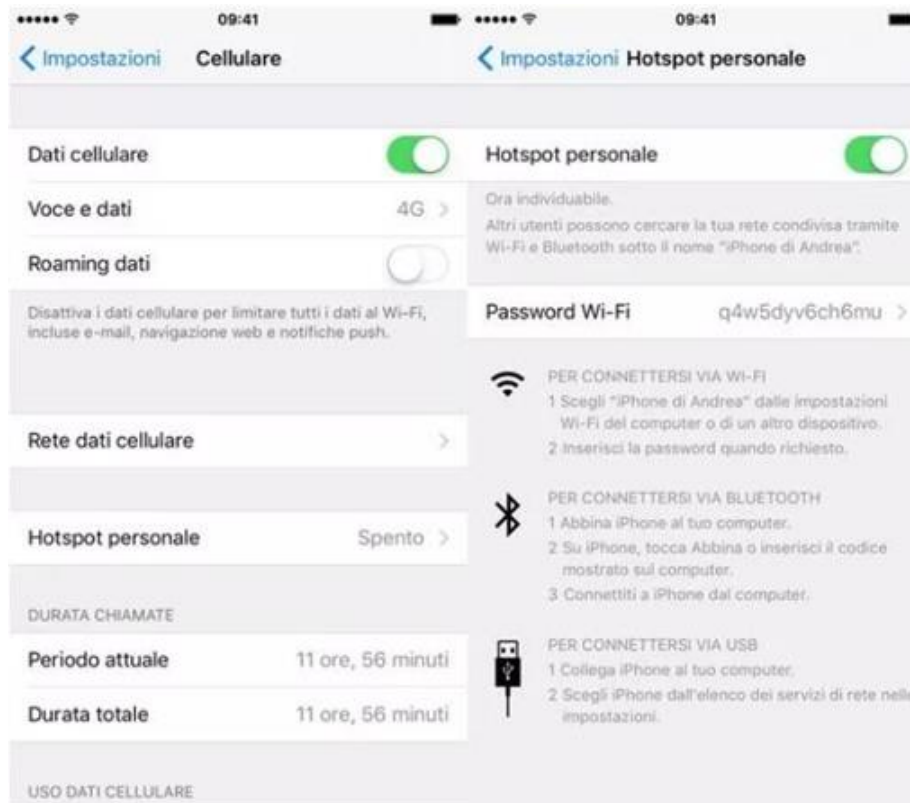 09:41
Impostazioni Cellulare
Dati cellulare
Voce e dati 4G
Roaming dati
Disattiva i dati cellulare per limitare tutti i dati al Wi-Fi,
incluse e-mail, navigazione web e notifiche push.
Rete dati cellulare
Hotspot personale Spento
DURATA CHIAMATE
Periodo attuale 11 ore, 56 minuti
Durata totale 11 ore, 56 minuti
USO DATI CELLULARE
09:41
Impostazioni Hotspot personale
Hotspot personale
Ora individuabile.
Altri utenti possono cercare la tua rete condivisa tramite
Wi-Fi e Bluetooth sotto il nome "iPhone di Andrea".
Password Wi-Fi q4w5dyv6ch6mu
PER CONNETTERSI VIA WI-FI
1 Scegli "iPhone di Andrea" dalle impostazioni
Wi-Fi del computer o di un altro dispositivo.
2 Inserisci la password quando richiesto.
PER CONNETTERSI VIA BLUETOOTH
1 Abbina iPhone al tuo computer.
2 Su iPhone, tocca Abbina o inserisci il codice
mostrato sul computer.
3 Connettiti a iPhone dal computer.
PER CONNETTERSI VIA USB
1 Collega iPhone al tuo computer.
2 Scegli iPhone dall'elenco dei servizi di rete nelle
impostazioni.